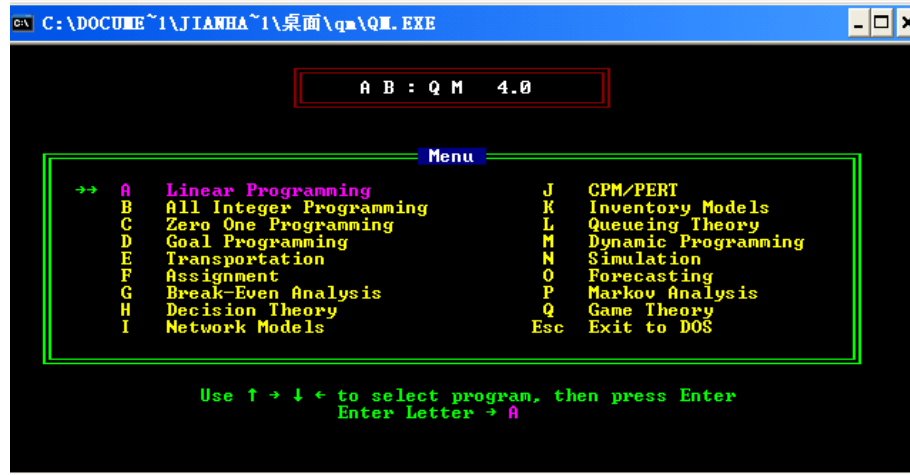 C:\DOCUME~1\JIANHA~1\桌面\qm\QM.EXE
A B : Q M 4.0
Menu
→→ A Linear Programming J CPM/PERT
B All Integer Programming K Inventory Models
C Zero One Programming L Queueing Theory
D Goal Programming M Dynamic Programming
E Transportation N Simulation
F Assignment O Forecasting
G Break-Even Analysis P Markov Analysis
H Decision Theory Q Game Theory
I Network Models Esc Exit to DOS
Use ↑ → ↓ ← to select program, then press Enter
Enter Letter → A